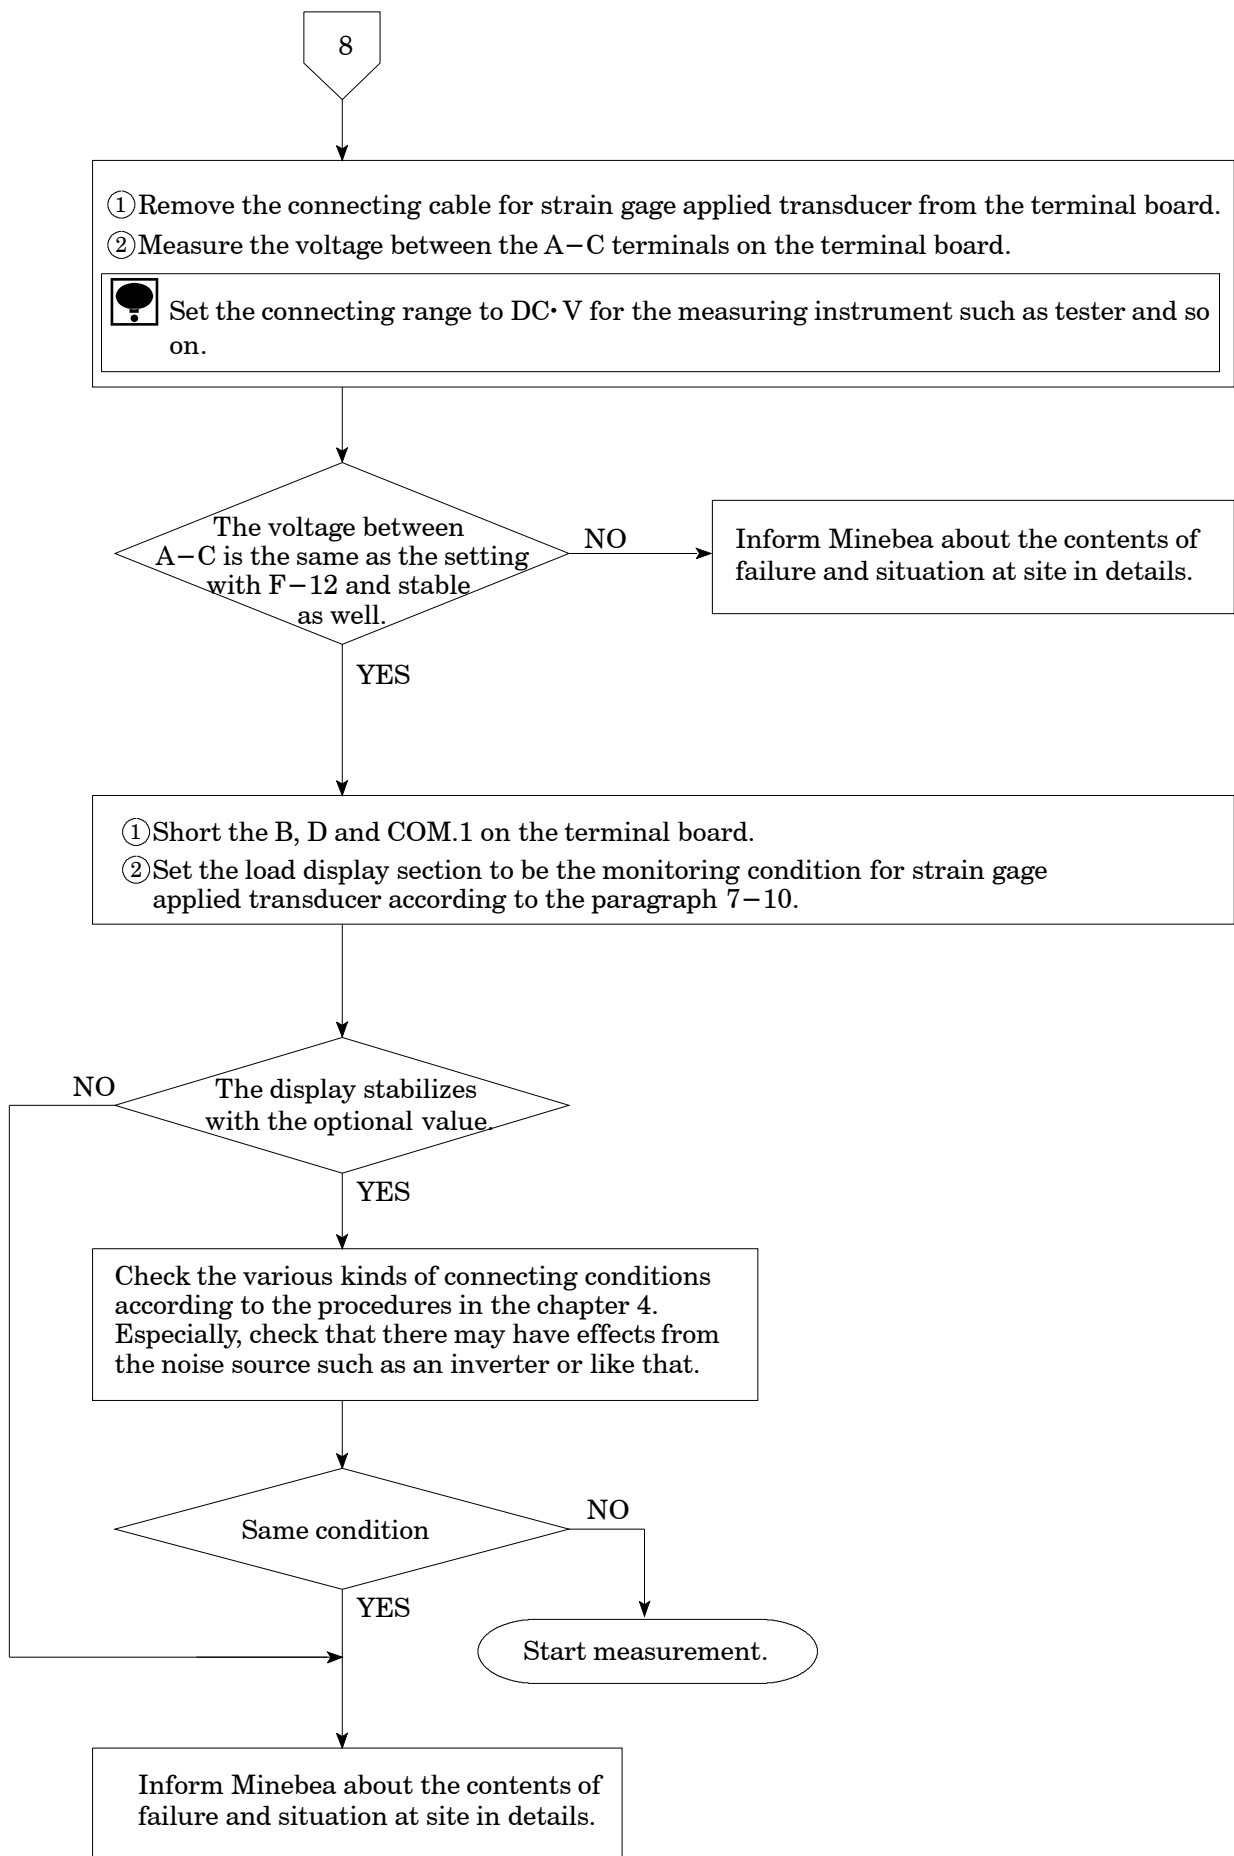 8
①Remove the connecting cable for strain gage applied transducer from the terminal board.
②Measure the voltage between the A−C terminals on the terminal board.
Set the connecting range to DC･V for the measuring instrument such as tester and so
on.
The voltage between
A−C is the same as the setting
with F−12 and stable
as well.
NO
Inform Minebea about the contents of
failure and situation at site in details.
YES
①Short the B, D and COM.1 on the terminal board.
②Set the load display section to be the monitoring condition for strain gage
applied transducer according to the paragraph 7−10.
NO
The display stabilizes
with the optional value.
YES
Check the various kinds of connecting conditions
according to the procedures in the chapter 4.
Especially, check that there may have effects from
the noise source such as an inverter or like that.
Same condition
NO
YES
Start measurement.
Inform Minebea about the contents of
failure and situation at site in details.